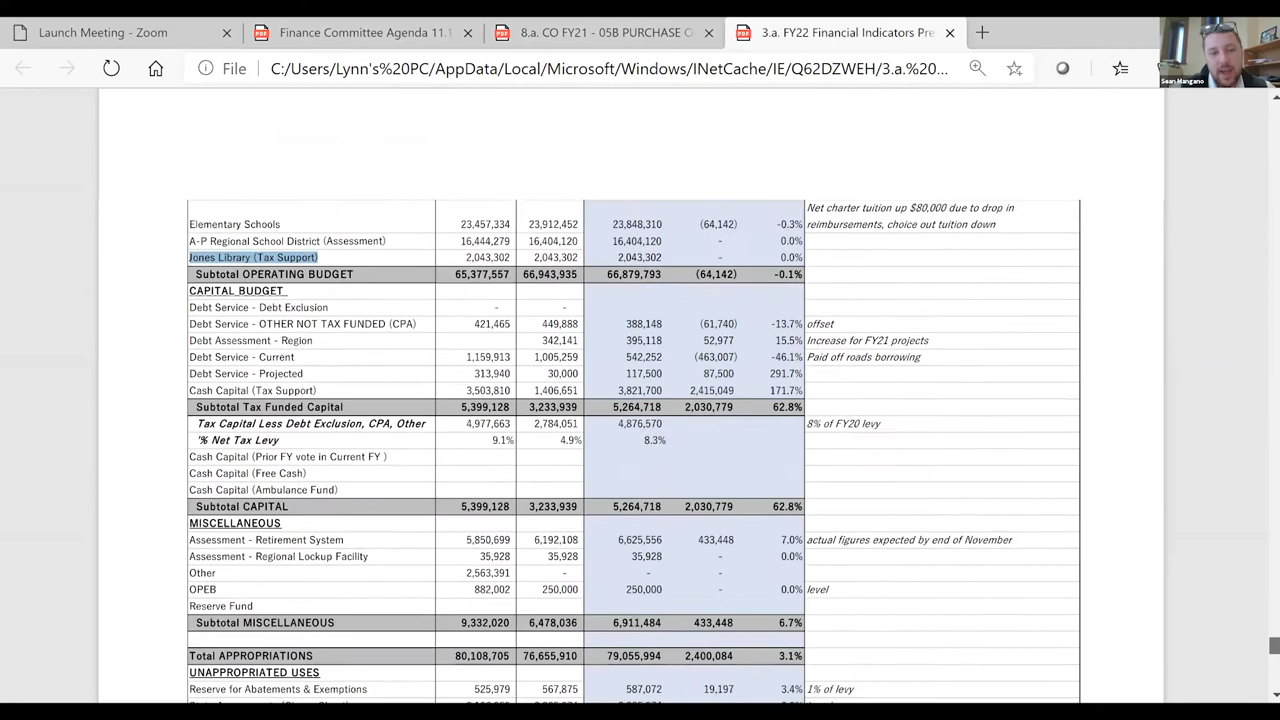 Launch Meeting - Zoom
Finance Committee Agenda 11.1
8.a. CO FY21 - 05B PURCHASE O
3.a. FY22 Financial Indicators Pre
File C:/Users/Lynn's%20PC/AppData/Local/Microsoft/Windows/INetCache/IE/Q62DZWEH/3.a.%20...
Sean Mangano
Net charter tuition up $80,000 due to drop in
Elementary Schools 23,457,334 23,912,452 23,848,310 (64,142) -0.3% reimbursements, choice out tuition down
A-P Regional School District (Assessment) 16,444,279 16,404,120 16,404,120 - 0.0%
Jones Library (Tax Support) 2,043,302 2,043,302 2,043,302 - 0.0%
Subtotal OPERATING BUDGET 65,377,557 66,943,935 66,879,793 (64,142) -0.1%
CAPITAL BUDGET
Debt Service - Debt Exclusion - -
Debt Service - OTHER NOT TAX FUNDED (CPA) 421,465 449,888 388,148 (61,740) -13.7% offset
Debt Assessment - Region 342,141 395,118 52,977 15.5% Increase for FY21 projects
Debt Service - Current 1,159,913 1,005,259 542,252 (463,007) -46.1% Paid off roads borrowing
Debt Service - Projected 313,940 30,000 117,500 87,500 291.7%
Cash Capital (Tax Support) 3,503,810 1,406,651 3,821,700 2,415,049 171.7%
Subtotal Tax Funded Capital 5,399,128 3,233,939 5,264,718 2,030,779 62.8%
Tax Capital Less Debt Exclusion, CPA, Other 4,977,663 2,784,051 4,876,570 8% of FY20 levy
'% Net Tax Levy 9.1% 4.9% 8.3%
Cash Capital (Prior FY vote in Current FY )
Cash Capital (Free Cash)
Cash Capital (Ambulance Fund)
Subtotal CAPITAL 5,399,128 3,233,939 5,264,718 2,030,779 62.8%
MISCELLANEOUS
Assessment - Retirement System 5,850,699 6,192,108 6,625,556 433,448 7.0% actual figures expected by end of November
Assessment - Regional Lockup Facility 35,928 35,928 35,928 - 0.0%
Other 2,563,391 - - -
OPEB 882,002 250,000 250,000 - 0.0% level
Reserve Fund
Subtotal MISCELLANEOUS 9,332,020 6,478,036 6,911,484 433,448 6.7%
Total APPROPRIATIONS 80,108,705 76,655,910 79,055,994 2,400,084 3.1%
UNAPPROPRIATED USES
Reserve for Abatements & Exemptions 525,979 567,875 587,072 19,197 3.4% 1% of levy